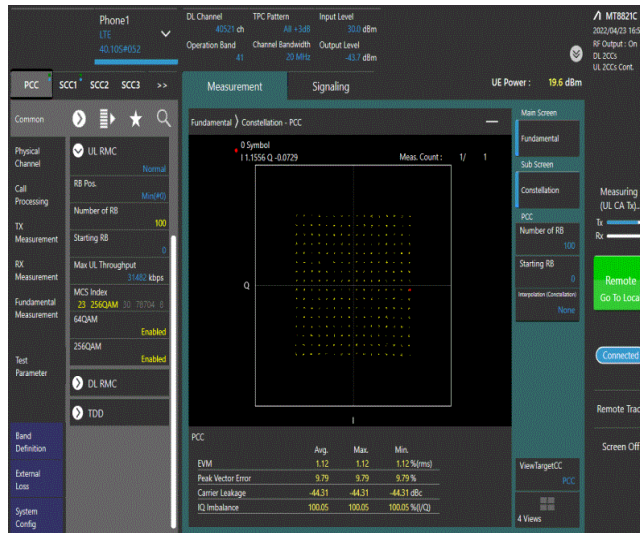 Phone1
LTE
40.105#052
DL Channel
40521 ch
TPC Pattern
All +3dB
Input Level
30.0 dBm
Operation Band
41
Channel Bandwidth
20 MHz
Output Level
-43.7 dBm
MT8821C
2022/04/23 16:5
RF Output : On
DL 2CCs
UL 2CCs Cont.
PCC
SCC1
SCC2
SCC3
>>
Measurement
Signaling
UE Power : 19.6 dBm
Common
Physical
Channel
Call
Processing
TX
Measurement
RX
Measurement
Fundamental
Measurement
Test
Parameter
Band
Definition
External
Loss
System
Config
UL RMC
Normal
RB Pos.
Min(#0)
Number of RB
100
Starting RB
0
Max UL Throughput
31482 kbps
MCS Index
23 256QAM 30 78704 8
64QAM
Enabled
256QAM
Enabled
DL RMC
TDD
Fundamental ⟩ Constellation - PCC
0 Symbol
I 1.1556 Q -0.0729
Meas. Count : 1/ 1
Q
I
PCC
Avg. Max. Min.
EVM 1.12 1.12 1.12 %(rms)
Peak Vector Error 9.79 9.79 9.79 %
Carrier Leakage -44.31 -44.31 -44.31 dBc
IQ Imbalance 100.05 100.05 100.05 %(I/Q)
Main Screen
Fundamental
Sub Screen
Constellation
PCC
Number of RB
100
Starting RB
0
Interpolation (Constellation)
None
ViewTargetCC
PCC
4 Views
Measuring
(UL CA Tx)..
Tx
Rx
Remote
Go To Loca
Connected
Remote Trac
Screen Off